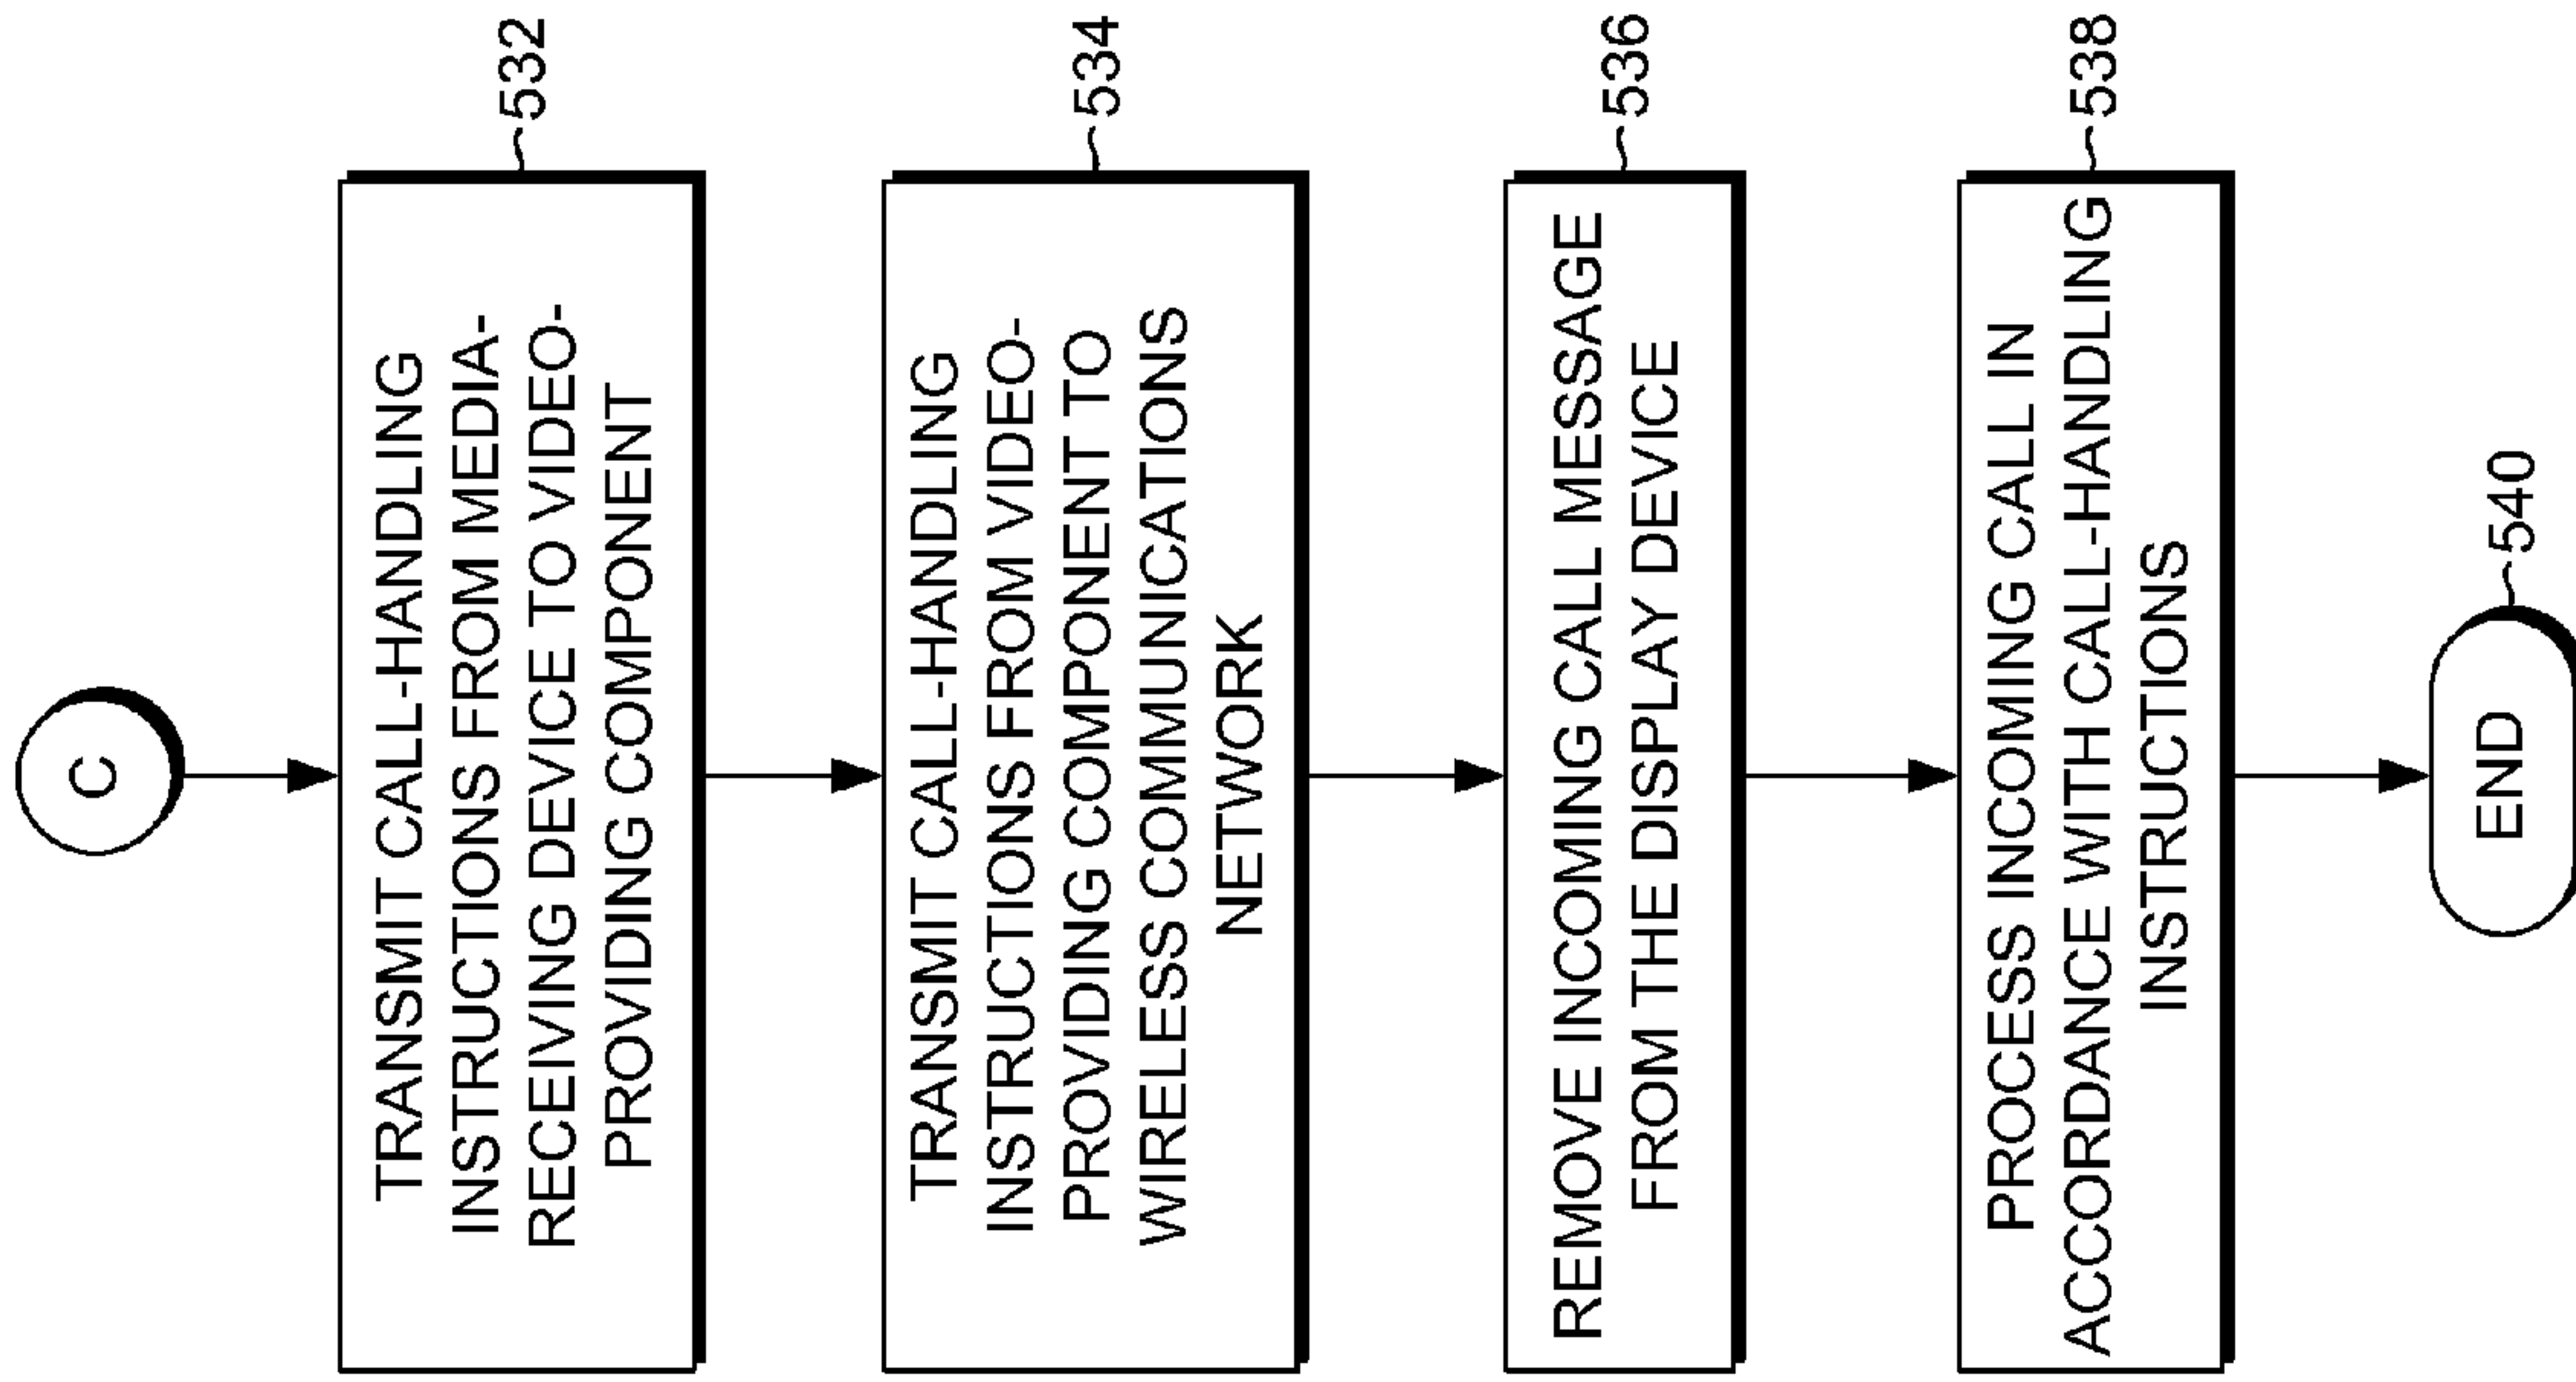 C
TRANSMIT CALL-HANDLING
INSTRUCTIONS FROM MEDIA-
RECEIVING DEVICE TO VIDEO-
PROVIDING COMPONENT
532
TRANSMIT CALL-HANDLING
INSTRUCTIONS FROM VIDEO-
PROVIDING COMPONENT TO
WIRELESS COMMUNICATIONS
NETWORK
534
REMOVE INCOMING CALL MESSAGE
FROM THE DISPLAY DEVICE
536
PROCESS INCOMING CALL IN
ACCORDANCE WITH CALL-HANDLING
INSTRUCTIONS
538
END
540